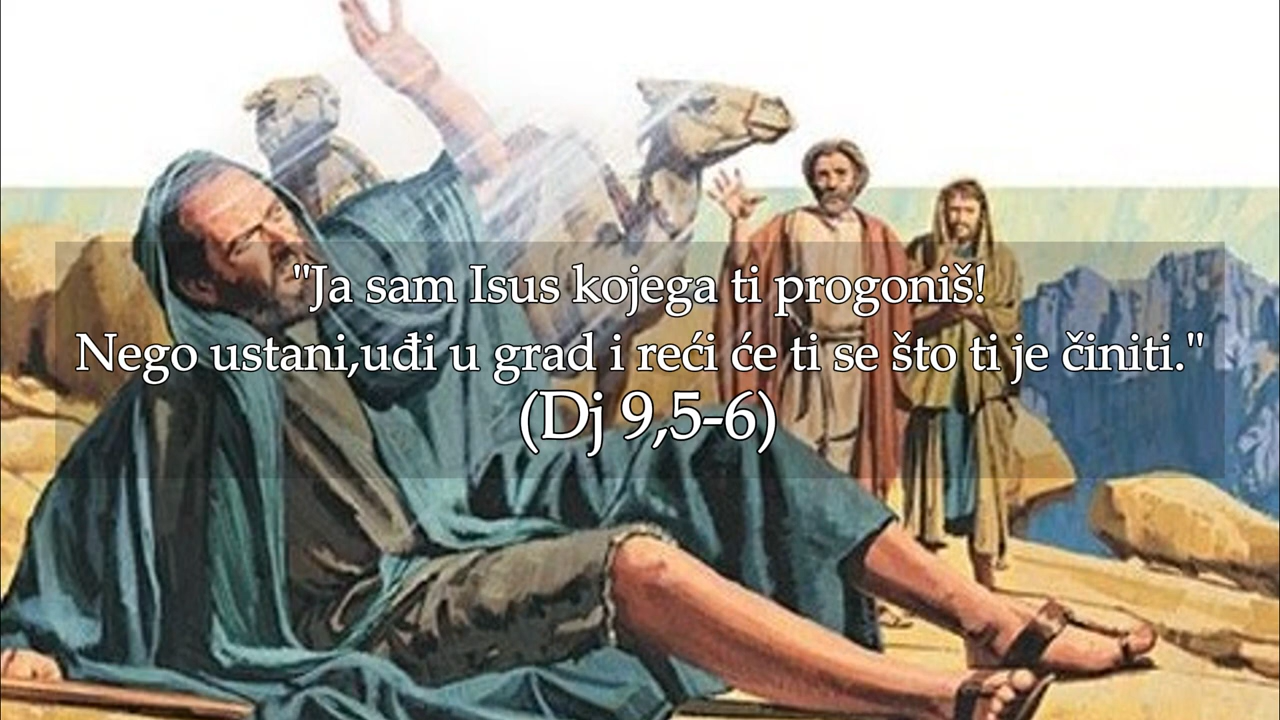 "Ja sam Isus kojega ti progoniš!
Nego ustani,uđi u grad i reći će ti se što ti je činiti."
(Dj 9,5-6)